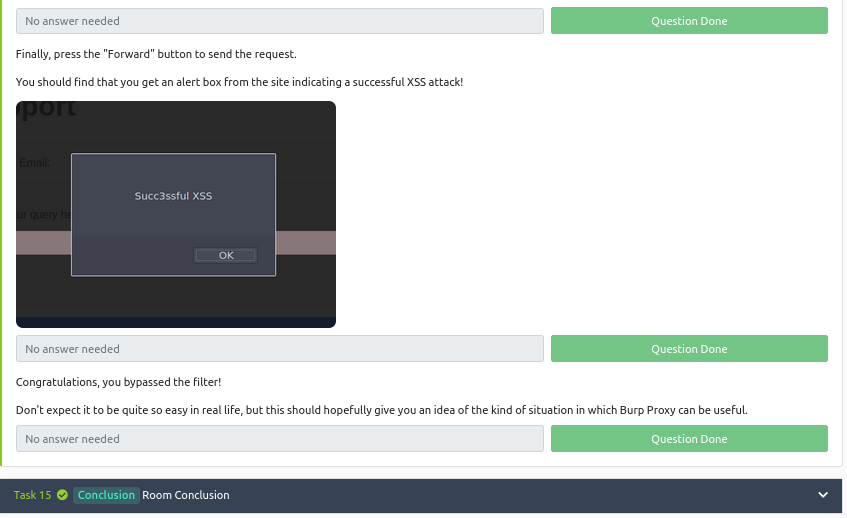 No answer needed
Question Done
Finally, press the "Forward" button to send the request.
You should find that you get an alert box from the site indicating a successful XSS attack!
port
Email:
ur query he
Succ3ssful XSS
OK
No answer needed
Question Done
Congratulations, you bypassed the filter!
Don't expect it to be quite so easy in real life, but this should hopefully give you an idea of the kind of situation in which Burp Proxy can be useful.
No answer needed
Question Done
Task 15 Conclusion Room Conclusion